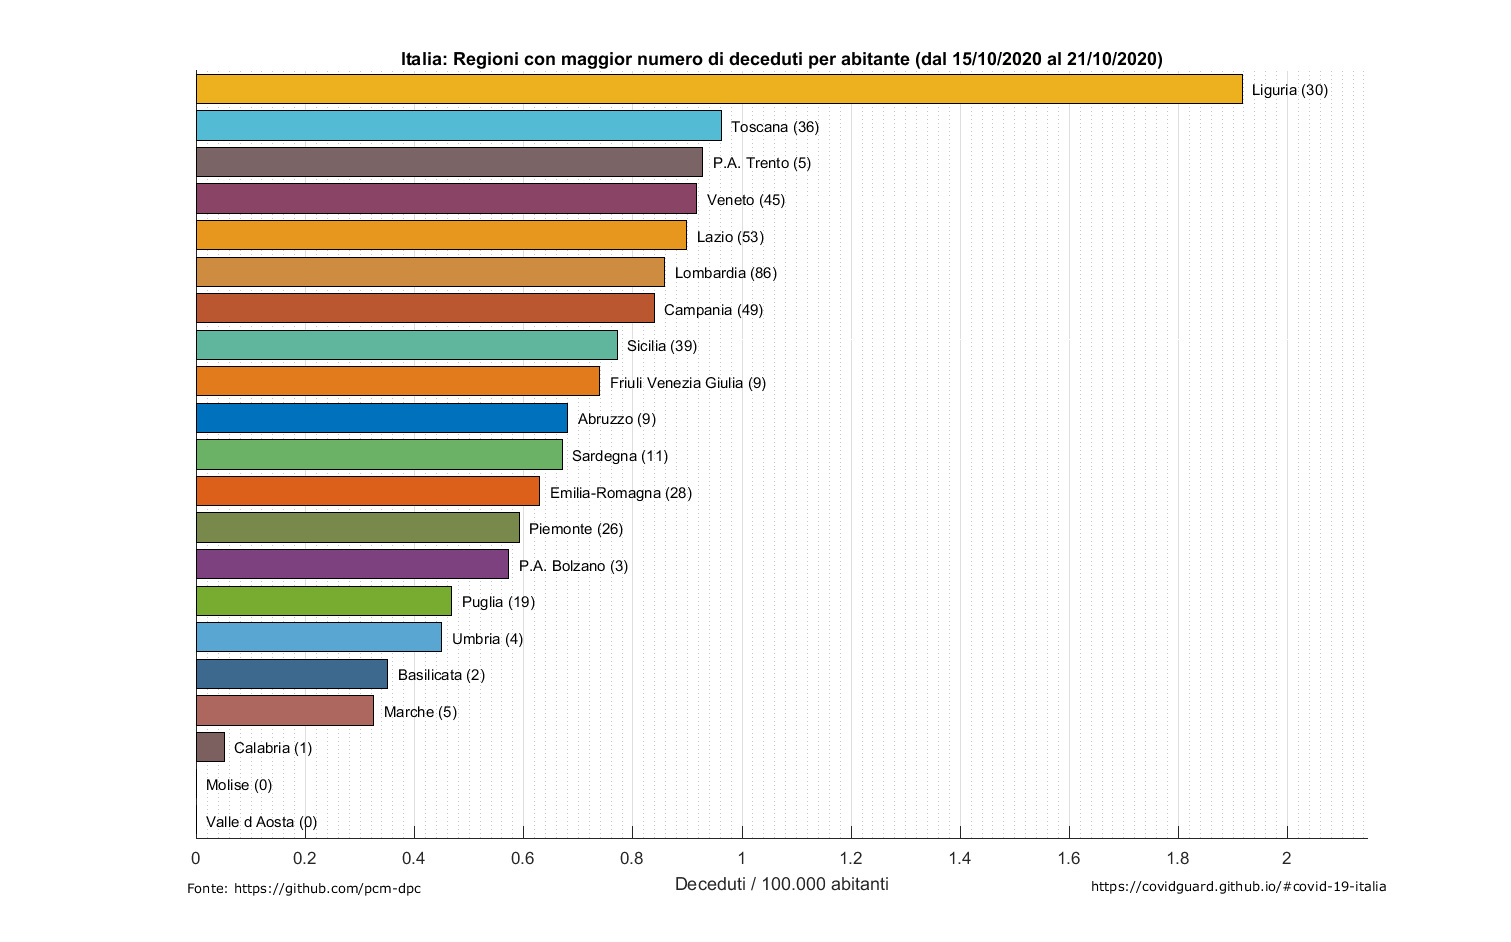 Italia: Regioni con maggior numero di deceduti per abitante (dal 15/10/2020 al 21/10/2020)
Liguria (30)
Toscana (36)
P.A. Trento (5)
Veneto (45)
Lazio (53)
Lombardia (86)
Campania (49)
Sicilia (39)
Friuli Venezia Giulia (9)
Abruzzo (9)
Sardegna (11)
Emilia-Romagna (28)
Piemonte (26)
P.A. Bolzano (3)
Puglia (19)
Umbria (4)
Basilicata (2)
Marche (5)
Calabria (1)
Molise (0)
Valle d Aosta (0)
0 0.2 0.4 0.6 0.8 1 1.2 1.4 1.6 1.8 2
Deceduti / 100.000 abitanti
Fonte: https://github.com/pcm-dpc
https://covidguard.github.io/#covid-19-italia